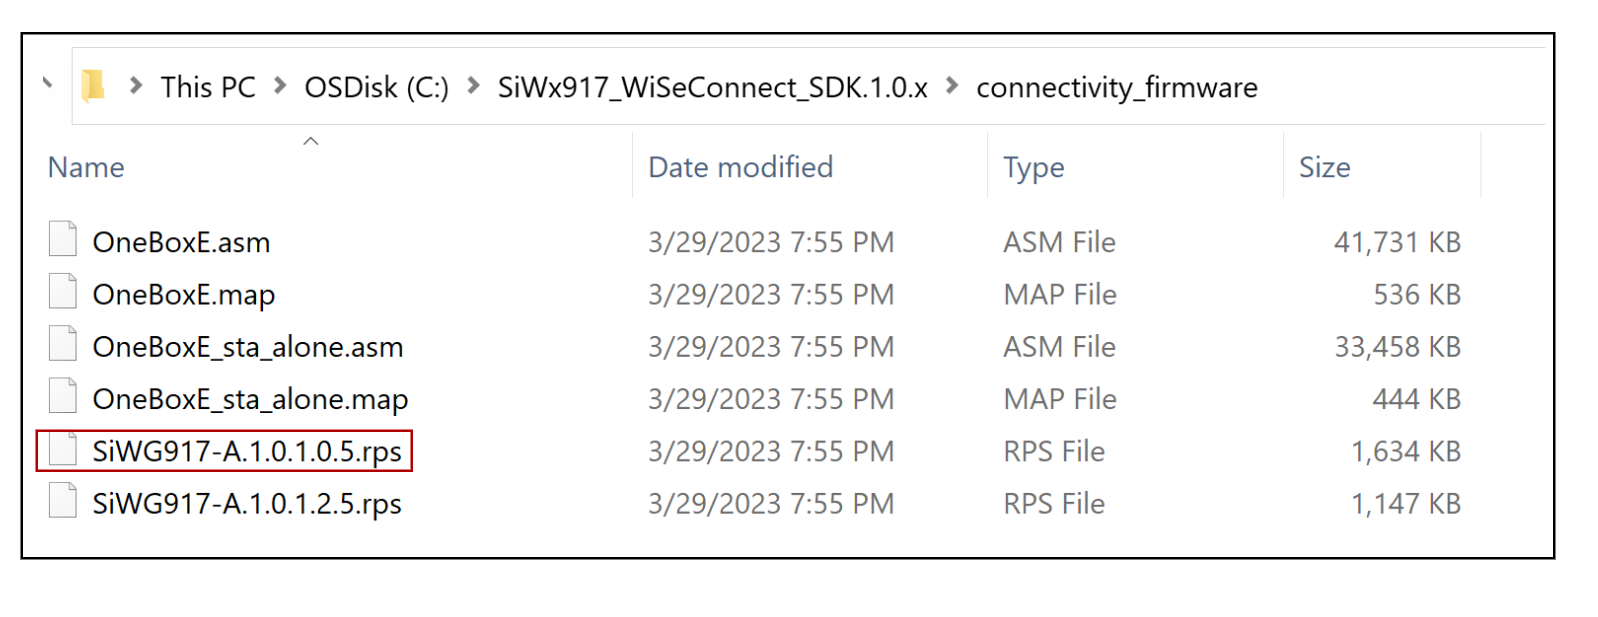 This PC > OSDisk (C:) > SiWx917_WiSeConnect_SDK.1.0.x > connectivity_firmware
Name Date modified Type Size
OneBoxE.asm 3/29/2023 7:55 PM ASM File 41,731 KB
OneBoxE.map 3/29/2023 7:55 PM MAP File 536 KB
OneBoxE_sta_alone.asm 3/29/2023 7:55 PM ASM File 33,458 KB
OneBoxE_sta_alone.map 3/29/2023 7:55 PM MAP File 444 KB
SiWG917-A.1.0.1.0.5.rps 3/29/2023 7:55 PM RPS File 1,634 KB
SiWG917-A.1.0.1.2.5.rps 3/29/2023 7:55 PM RPS File 1,147 KB